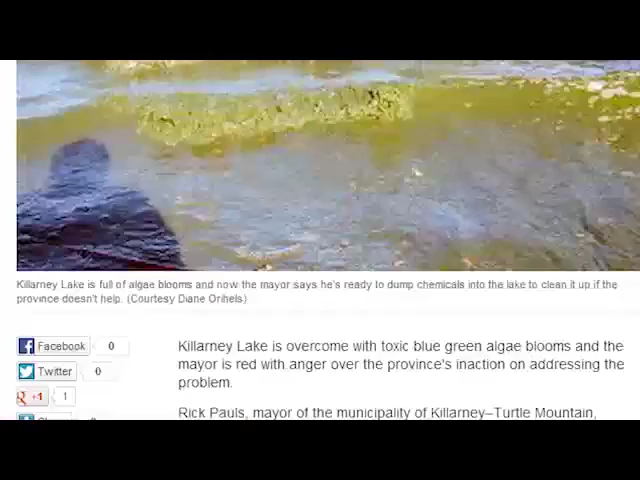 Killarney Lake is full of algae blooms and now the mayor says he's ready to dump chemicals into the lake to clean it up if the
province doesn't help. (Courtesy Diane Orihels)
Facebook 0
Twitter 0
+1 1
Killarney Lake is overcome with toxic blue green algae blooms and the
mayor is red with anger over the province's inaction on addressing the
problem.
Rick Pauls, mayor of the municipality of Killarney–Turtle Mountain,